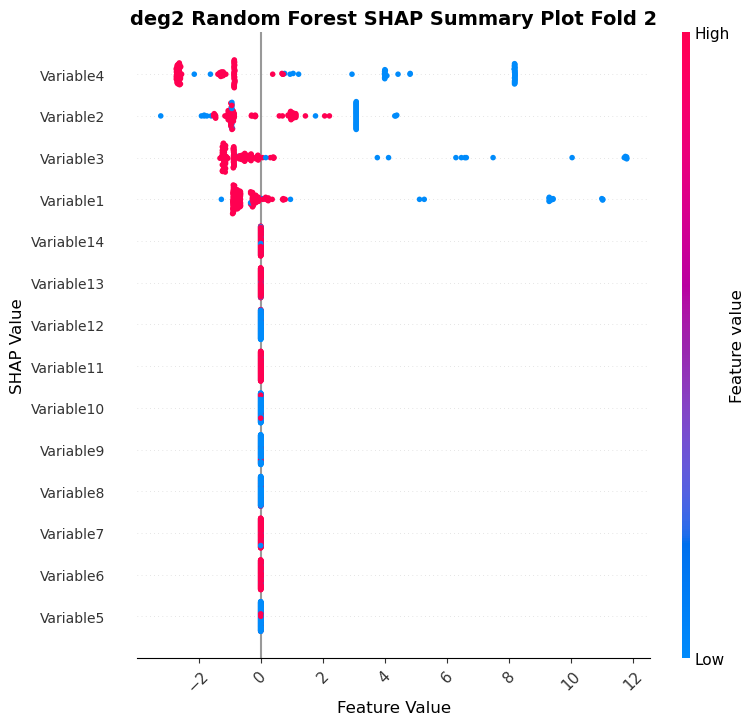 deg2 Random Forest SHAP Summary Plot Fold 2
High
Variable4
Variable2
Variable3
Variable1
Variable14
Variable13
Variable12
Variable11
Variable10
Variable9
Variable8
Variable7
Variable6
Variable5
SHAP Value
Feature value
Low
−2
0
2
4
6
8
10
12
Feature Value